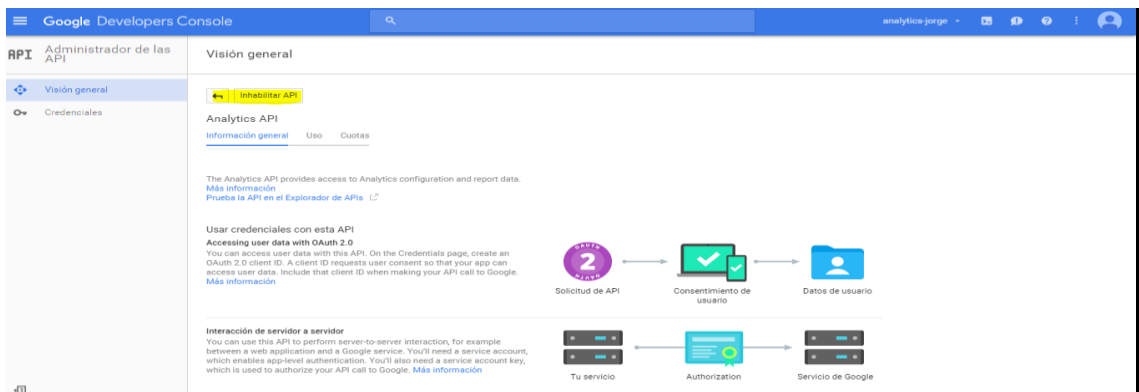 Google Developers Console
analytics-jorge
API Administrador de las API
Visión general
Visión general
Credenciales
Inhabilitar API
Analytics API
Información general Uso Cuotas
The Analytics API provides access to Analytics configuration and report data.
Más información
Prueba la API en el Explorador de APIs
Usar credenciales con esta API
Accessing user data with OAuth 2.0
You can access user data with this API. On the Credentials page, create an
OAuth 2.0 client ID. A client ID requests user consent so that your app can
access user data. Include that client ID when making your API call to Google.
Más información
OAUTH
2
OAUTH
Solicitud de API
Consentimiento de
usuario
Datos de usuario
Interacción de servidor a servidor
You can use this API to perform server-to-server interaction, for example
between a web application and a Google service. You'll need a service account,
which enables app-level authentication. You'll also need a service account key,
which is used to authorize your API call to Google. Más información
Tu servicio
Authorization
Servicio de Google